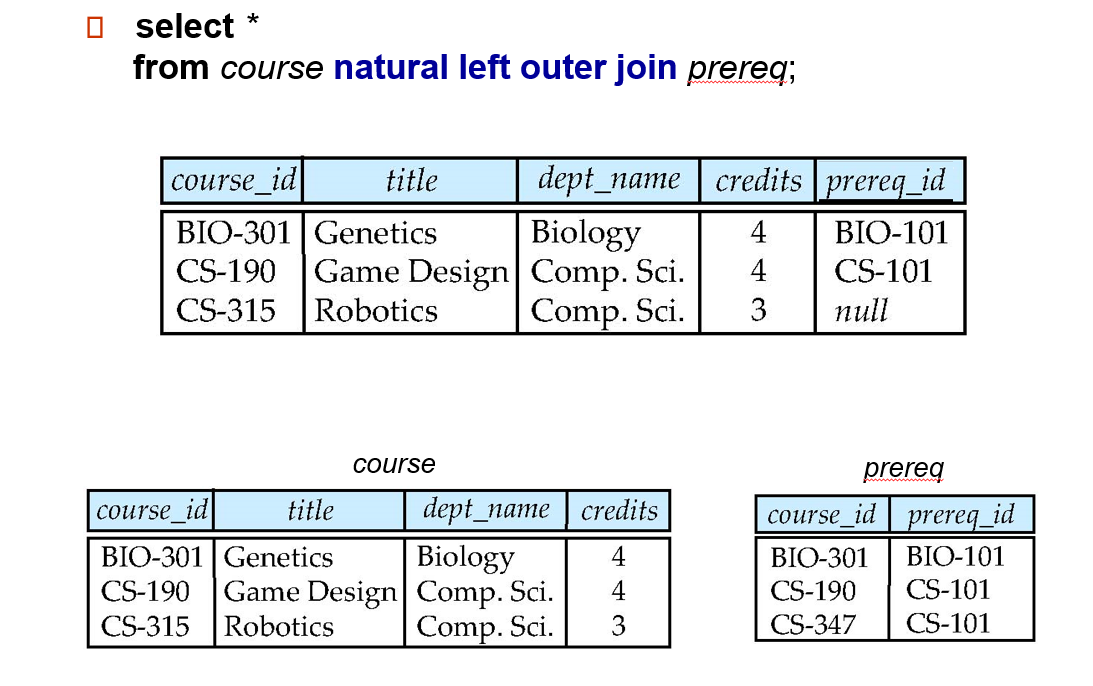 select *
from course natural left outer join prereq;
course_id title dept_name credits prereq_id
BIO-301 Genetics Biology 4 BIO-101
CS-190 Game Design Comp. Sci. 4 CS-101
CS-315 Robotics Comp. Sci. 3 null
course
course_id title dept_name credits
BIO-301 Genetics Biology 4
CS-190 Game Design Comp. Sci. 4
CS-315 Robotics Comp. Sci. 3
prereq
course_id prereq_id
BIO-301 BIO-101
CS-190 CS-101
CS-347 CS-101